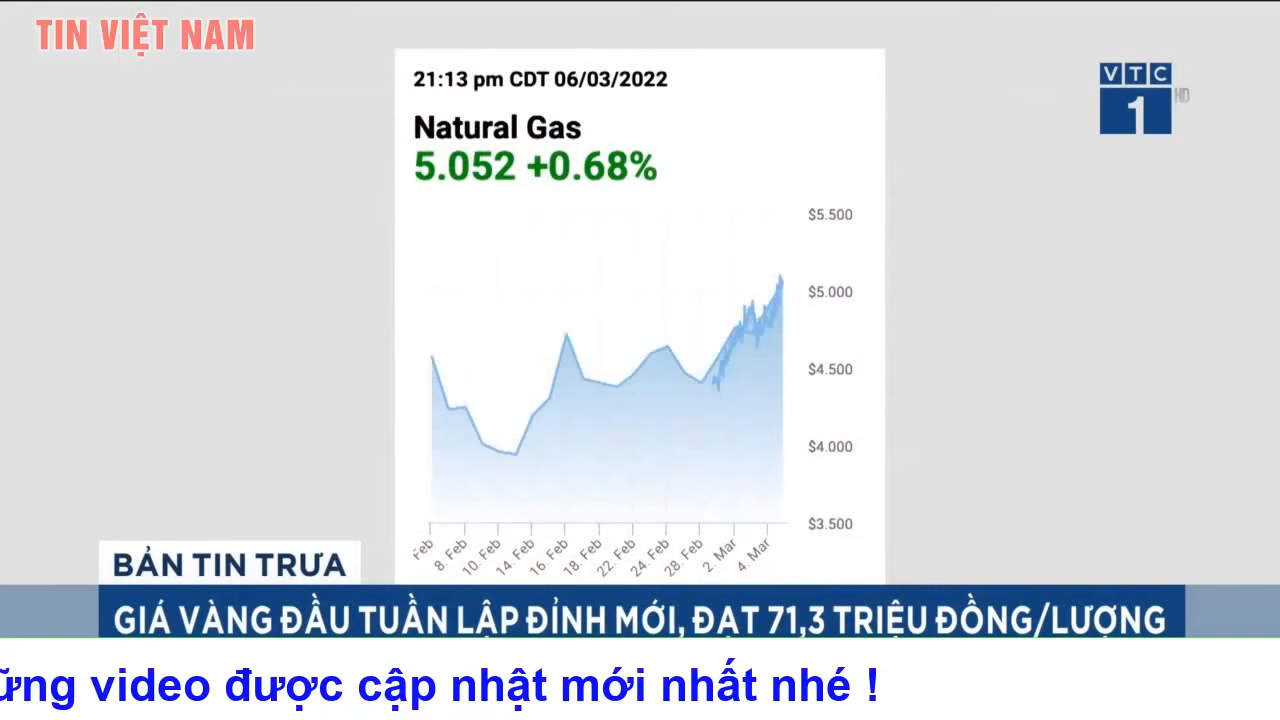 TIN VIỆT NAM
VTC
1
HD
21:13 pm CDT 06/03/2022
Natural Gas
5.052 +0.68%
$5.500
$5.000
$4.500
$4.000
$3.500
Feb
8. Feb
10. Feb
14. Feb
16. Feb
18. Feb
22. Feb
24. Feb
28. Feb
2. Mar
4. Mar
BẢN TIN TRƯA
GIÁ VÀNG ĐẦU TUẦN LẬP ĐỈNH MỚI, ĐẠT 71,3 TRIỆU ĐỒNG/LƯỢNG
ững video được cập nhật mới nhất nhé !